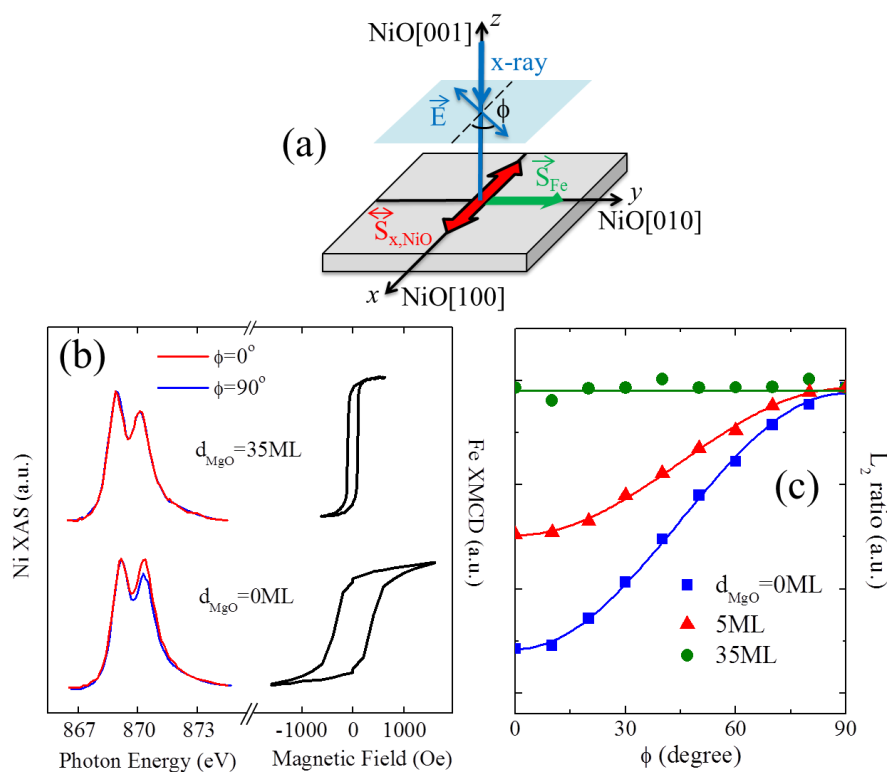 z
NiO[001]
x-ray
E
ϕ
(a)
S_Fe
y
NiO[010]
S_x,NiO
x
NiO[100]
(b)
ϕ=0°
ϕ=90°
d_MgO=35ML
d_MgO=0ML
Ni XAS (a.u.)
867 870 873
Photon Energy (eV)
-1000 0 1000
Magnetic Field (Oe)
Fe XMCD (a.u.)
(c)
d_MgO=0ML
5ML
35ML
0 30 60 90
ϕ (degree)
L_2 ratio (a.u.)